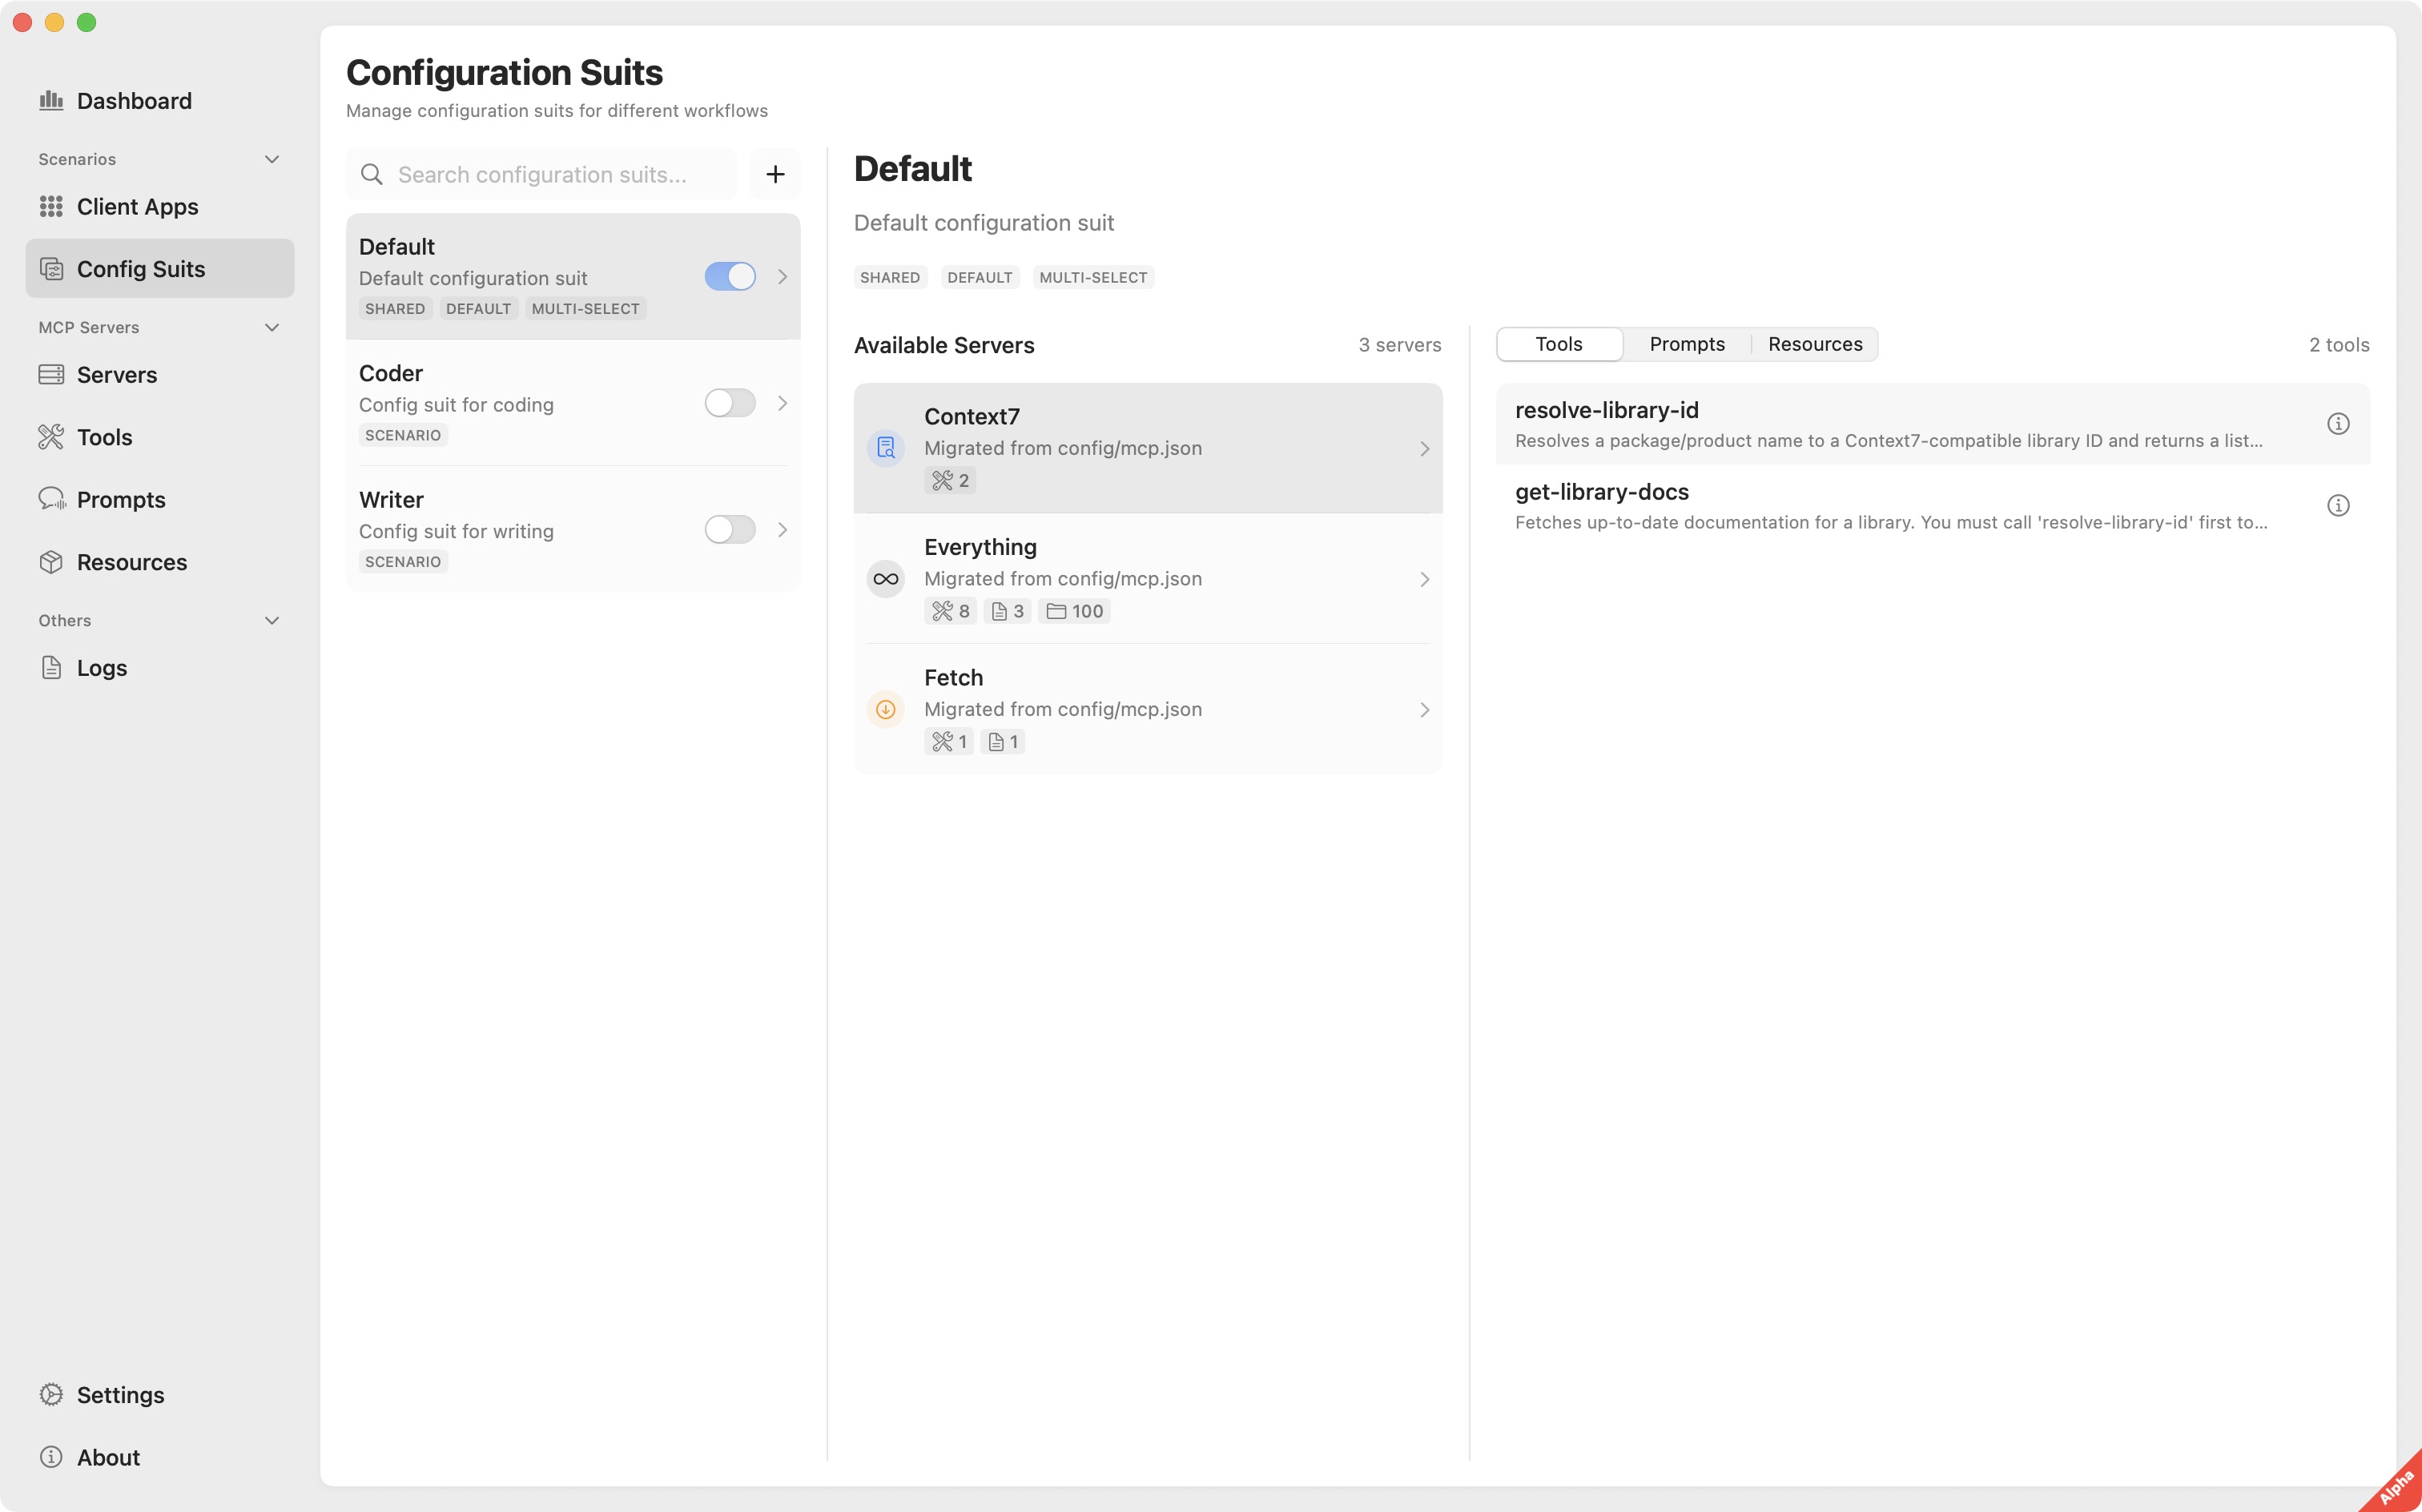 Dashboard
Scenarios
Client Apps
Config Suits
MCP Servers
Servers
Tools
Prompts
Resources
Others
Logs
Settings
About
Configuration Suits
Manage configuration suits for different workflows
Search configuration suits...
Default
Default configuration suit
SHARED DEFAULT MULTI-SELECT
Coder
Config suit for coding
SCENARIO
Writer
Config suit for writing
SCENARIO
Default
Default configuration suit
SHARED DEFAULT MULTI-SELECT
Available Servers 3 servers
Context7
Migrated from config/mcp.json
2
Everything
Migrated from config/mcp.json
8 3 100
Fetch
Migrated from config/mcp.json
1 1
Tools Prompts Resources 2 tools
resolve-library-id
Resolves a package/product name to a Context7-compatible library ID and returns a list...
get-library-docs
Fetches up-to-date documentation for a library. You must call 'resolve-library-id' first to...
Alpha